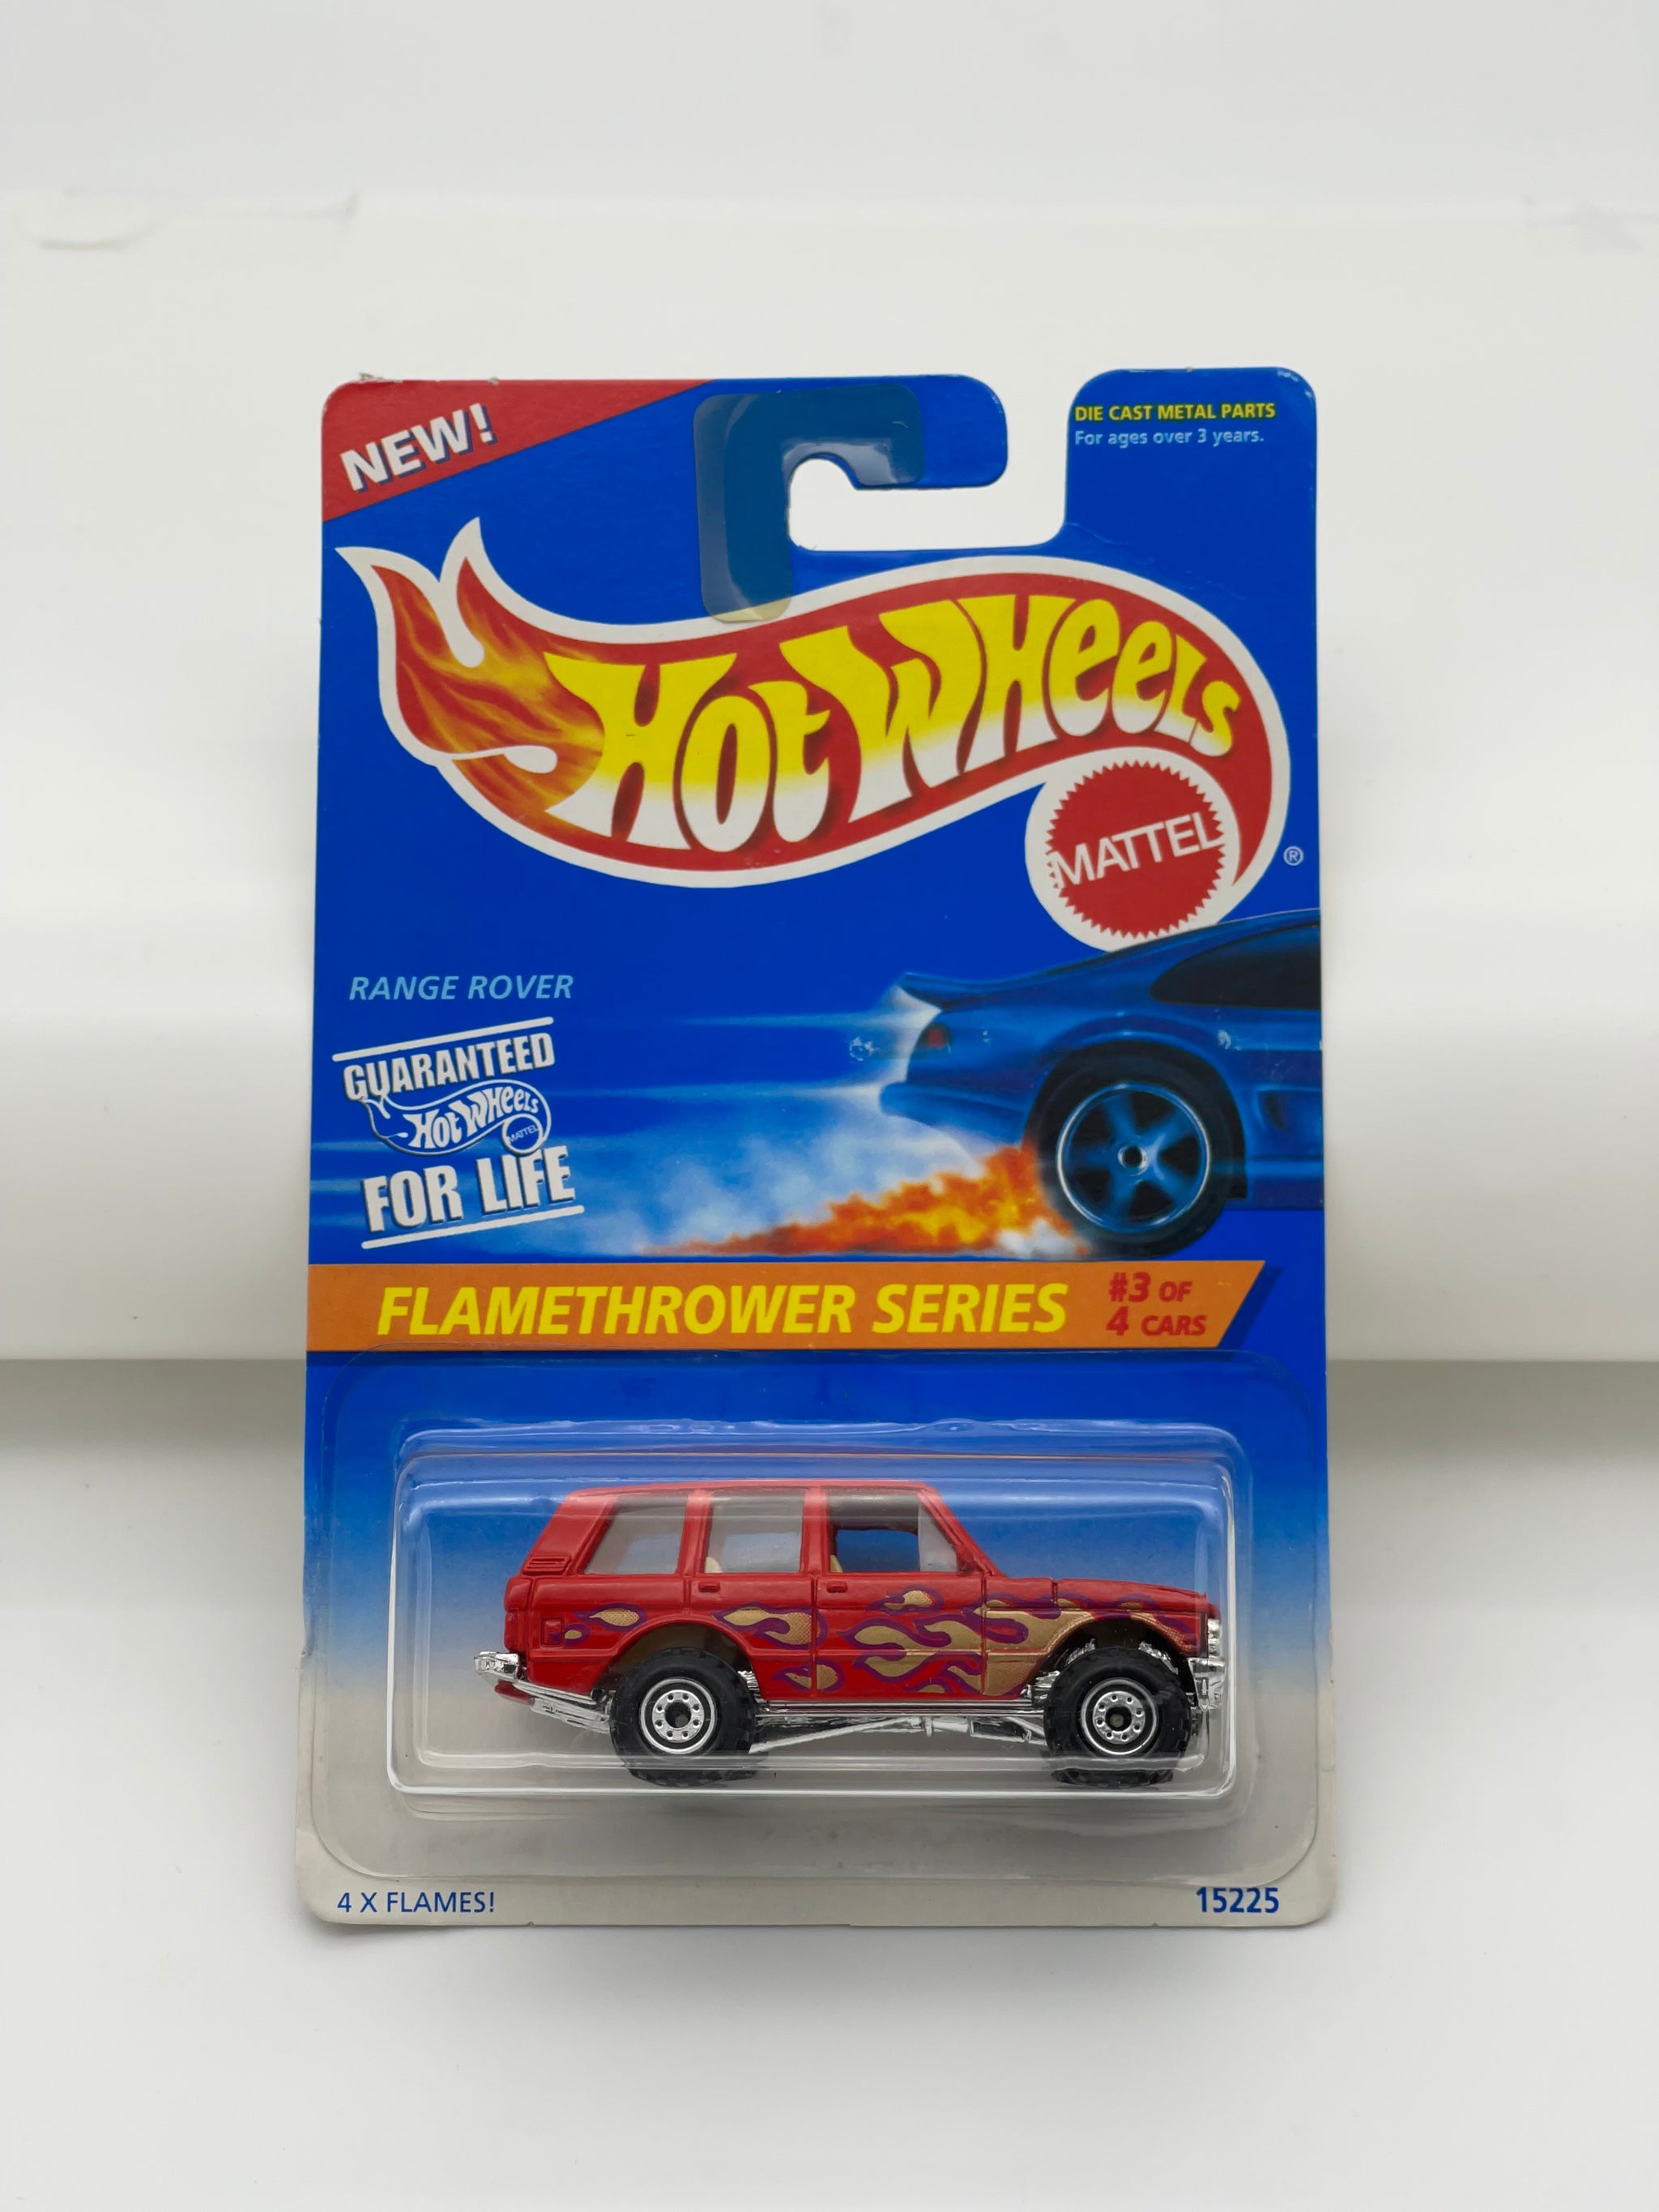 NEW!
DIE CAST METAL PARTS
For ages over 3 years.
HOT WHEELS
MATTEL
®
RANGE ROVER
GUARANTEED
HOT WHEELS
MATTEL
FOR LIFE
FLAMETHROWER SERIES
#3 OF
4 CARS
4 X FLAMES!
15225